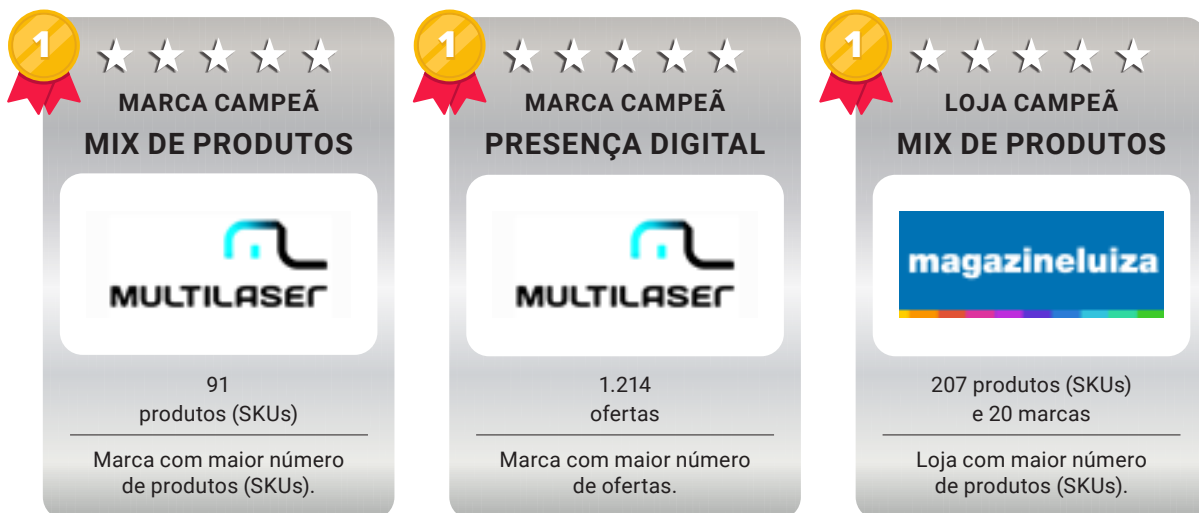 1
MARCA CAMPEÃ
MIX DE PRODUTOS
MULTILASER
91
produtos (SKUs)
Marca com maior número
de produtos (SKUs).
1
MARCA CAMPEÃ
PRESENÇA DIGITAL
MULTILASER
1.214
ofertas
Marca com maior número
de ofertas.
1
LOJA CAMPEÃ
MIX DE PRODUTOS
magazineluiza
207 produtos (SKUs)
e 20 marcas
Loja com maior número
de produtos (SKUs).